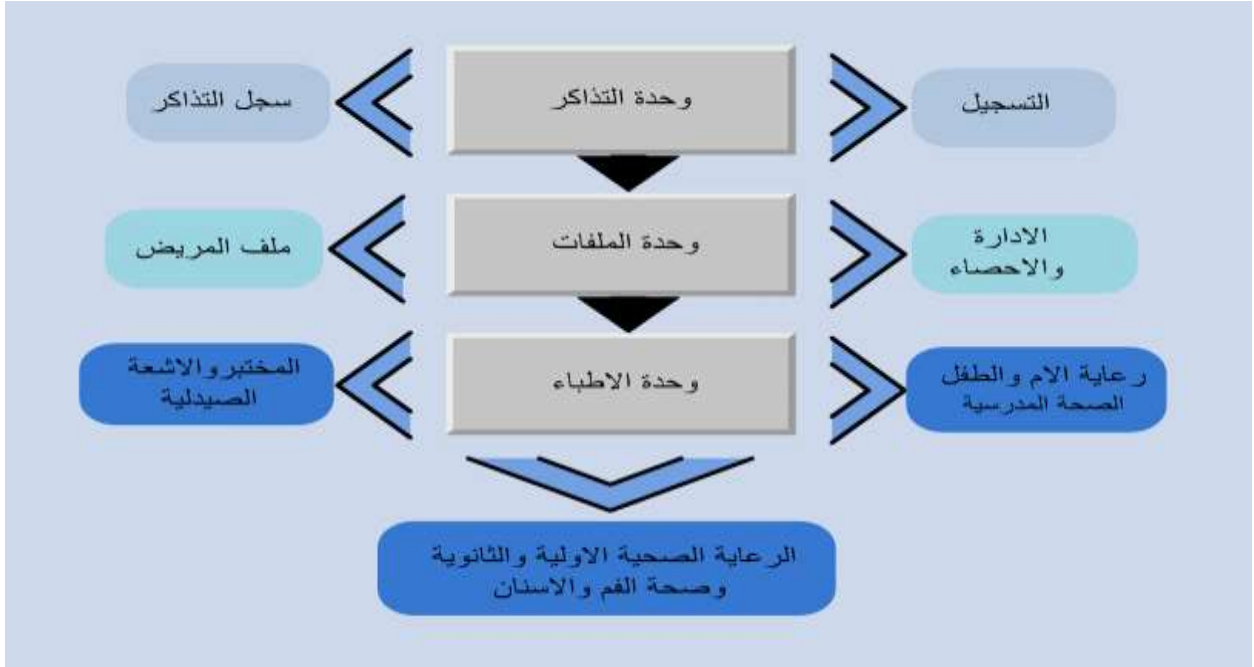 التسجيل
وحدة التذاكر
سجل التذاكر
الادارة
والاحصاء
وحدة الملفات
ملف المريض
رعاية الام والطفل
الصحة المدرسية
وحدة الاطباء
المختبر والاشعة
الصيدلية
الرعاية الصحية الاولية والثانوية
وصحة الفم والاسنان